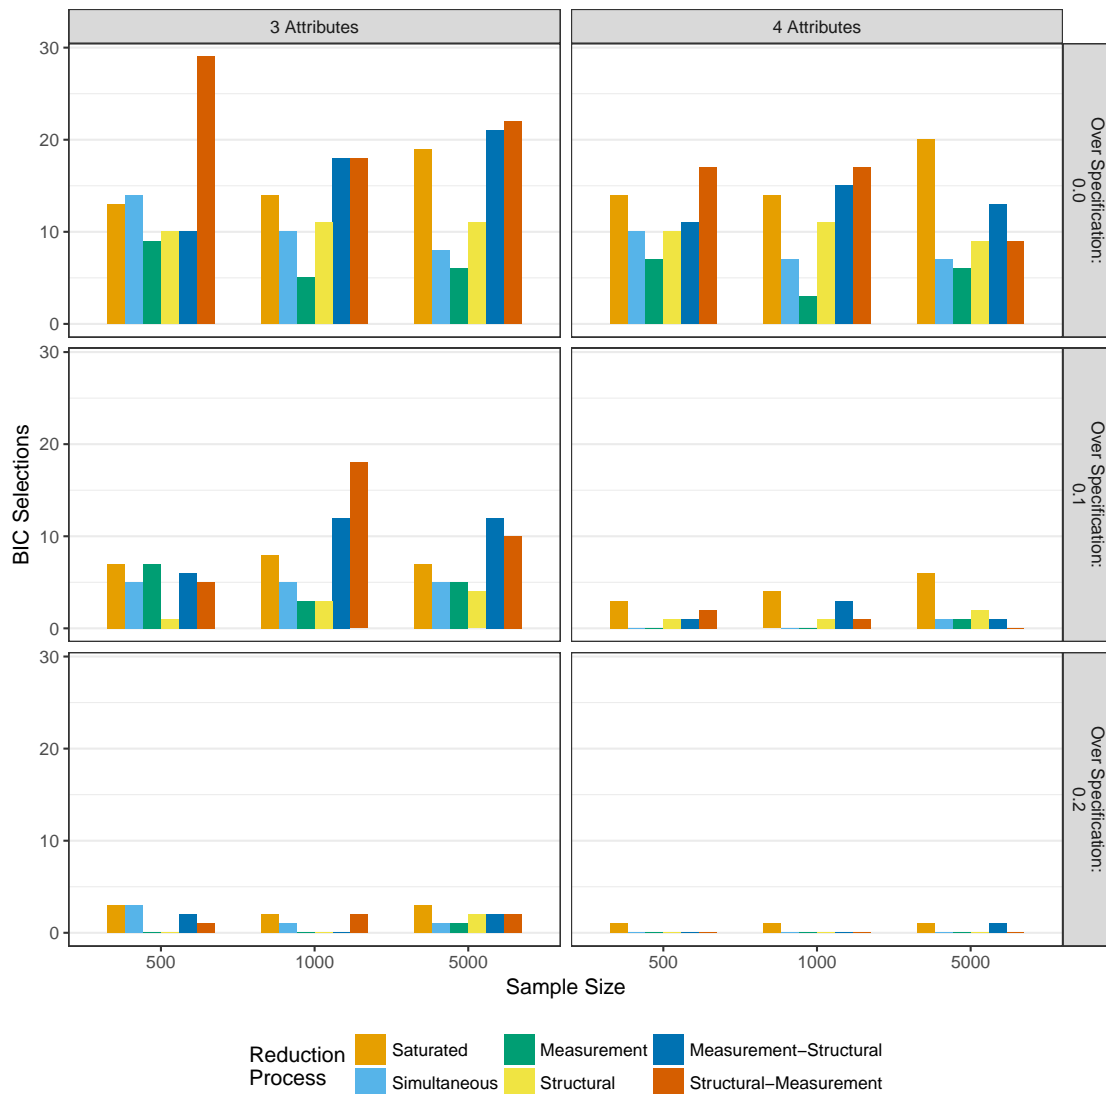 3 Attributes
4 Attributes
30
20
10
0
Over Specification:
0.0
30
20
10
0
Over Specification:
0.1
30
20
10
0
Over Specification:
0.2
BIC Selections
500
1000
5000
500
1000
5000
Sample Size
Reduction
Process
Saturated
Measurement
Measurement−Structural
Simultaneous
Structural
Structural−Measurement